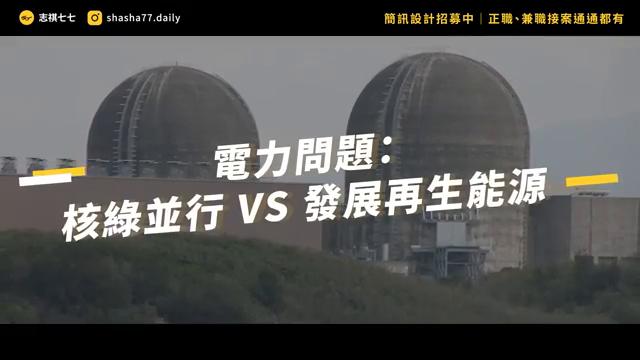 志祺七七
shasha77.daily
簡訊設計招募中｜正職、兼職接案通通都有
電力問題：
核綠並行 VS 發展再生能源